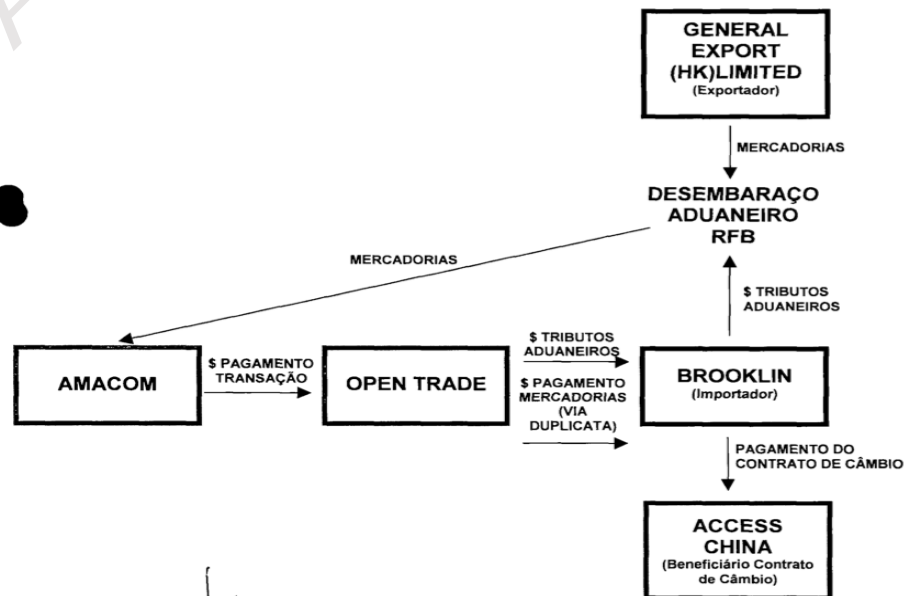 GENERAL
EXPORT
(HK)LIMITED
(Exportador)
MERCADORIAS
DESEMBARAÇO
ADUANEIRO
RFB
MERCADORIAS
$ TRIBUTOS
ADUANEIROS
AMACOM
$ PAGAMENTO
TRANSAÇÃO
OPEN TRADE
$ TRIBUTOS
ADUANEIROS
$ PAGAMENTO
MERCADORIAS
(VIA
DUPLICATA)
BROOKLIN
(Importador)
PAGAMENTO DO
CONTRATO DE CÂMBIO
ACCESS
CHINA
(Beneficiário Contrato
de Câmbio)